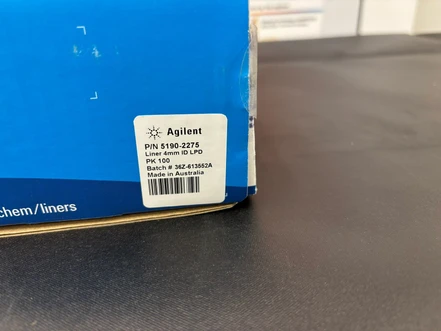 Agilent
P/N 5190-2275
Liner 4mm ID LPD
PK 100
Batch # 36Z-613552A
Made in Australia
chem/liners